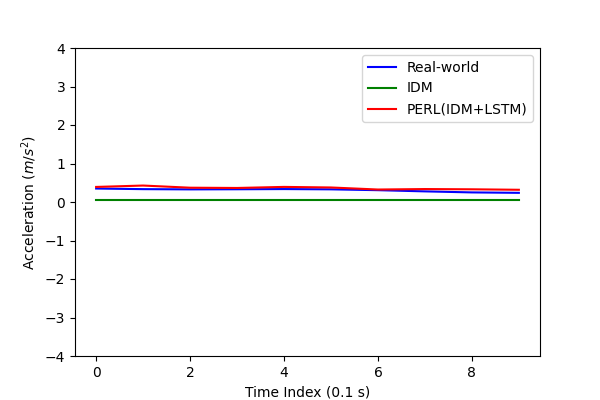 Real-world
IDM
PERL(IDM+LSTM)
4
3
2
1
0
−1
−2
−3
−4
Acceleration (m/s²)
0 2 4 6 8
Time Index (0.1 s)